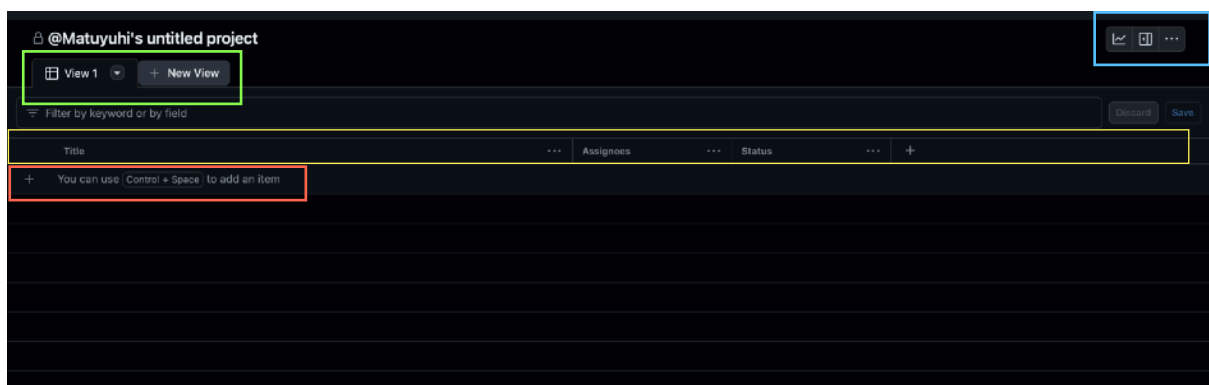 @Matuyuhi's untitled project
View 1 + New View
Filter by keyword or by field Discard Save
Title ... Assignees ... Status ... +
+ You can use Control + Space to add an item